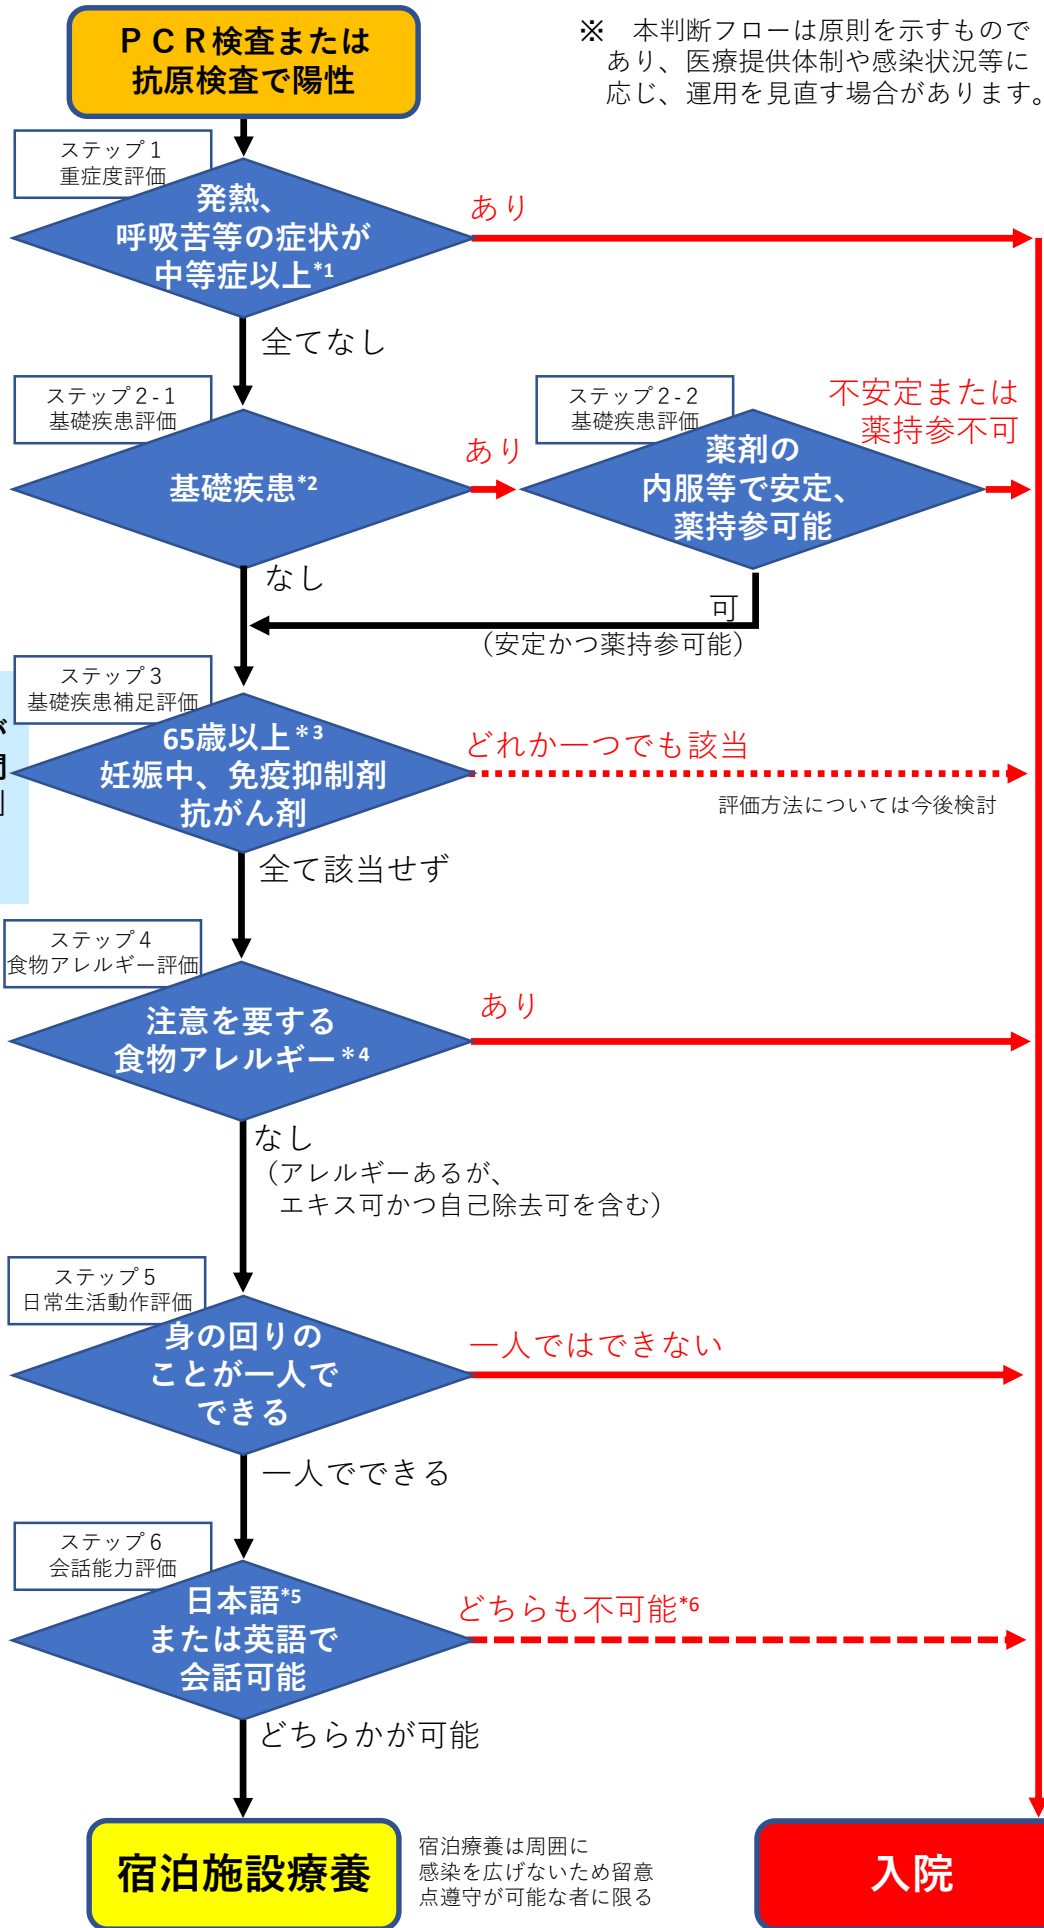 ＰＣＲ検査または
抗原検査で陽性
※　本判断フローは原則を示すもので
あり、医療提供体制や感染状況等に
応じ、運用を見直す場合があります。
ステップ１
重症度評価
発熱、
呼吸苦等の症状が
中等症以上*1
あり
全てなし
ステップ２-１
基礎疾患評価
基礎疾患*2
あり
ステップ２-２
基礎疾患評価
薬剤の
内服等で安定、
薬持参可能
不安定または
薬持参不可
なし
可
（安定かつ薬持参可能）
ステップ３
基礎疾患補足評価
65歳以上＊3
妊娠中、免疫抑制剤
抗がん剤
どれか一つでも該当
評価方法については今後検討
が
」
全て該当せず
ステップ４
食物アレルギー評価
注意を要する
食物アレルギー＊4
あり
なし
（アレルギーあるが、
エキス可かつ自己除去可を含む）
ステップ５
日常生活動作評価
身の回りの
ことが一人で
できる
一人ではできない
一人でできる
ステップ６
会話能力評価
日本語*5
または英語で
会話可能
どちらも不可能*6
どちらかが可能
宿泊施設療養
宿泊療養は周囲に
感染を広げないため留意
点遵守が可能な者に限る
入院